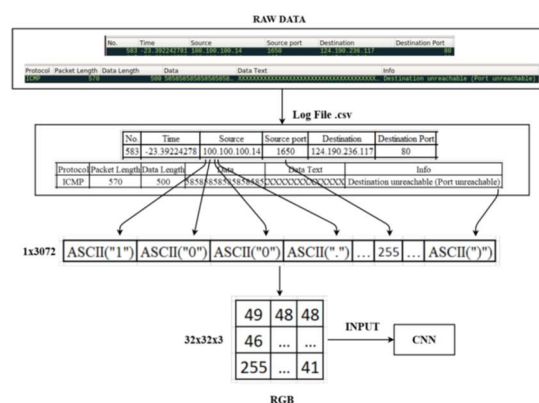 RAW DATA
No. Time Source Source port Destination Destination Port
583 -23.392242781 100.100.100.14 1650 124.190.236.117 80
Protocol Packet Length Data Length Data Data Text Info
ICMP 570 500 Destination unreachable (Port unreachable)
Log File .csv
No. Time Source Source port Destination Destination Port
583 -23.39224278 100.100.100.14 1650 124.190.236.117 80
Protocol Packet Length Data Length Data Data Text Info
ICMP 570 500 Destination unreachable (Port unreachable)
1x3072 ASCII("1") ASCII("0") ASCII("0") ASCII(".") ... 255 ... ASCII(")")
49 48 48
32x32x3 46 ... ... INPUT CNN
255 ... 41
RGB